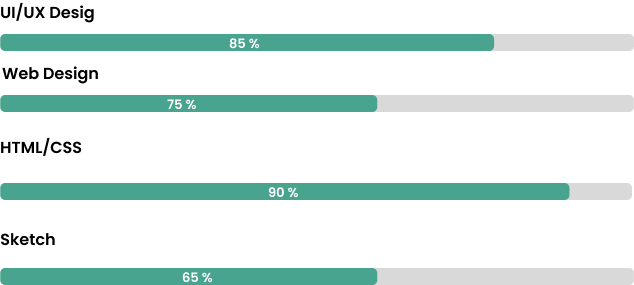 UI/UX Desig
85 %
Web Design
75 %
HTML/CSS
90 %
Sketch
65 %